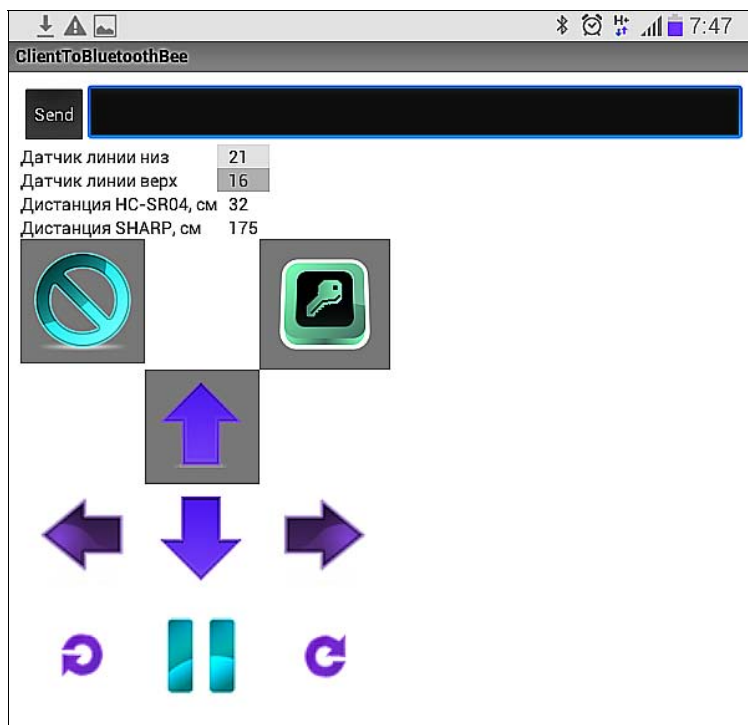 H+ 7:47
ClientToBluetoothBee
Send
Датчик линии низ 21
Датчик линии верх 16
Дистанция HC-SR04, см 32
Дистанция SHARP, см 175